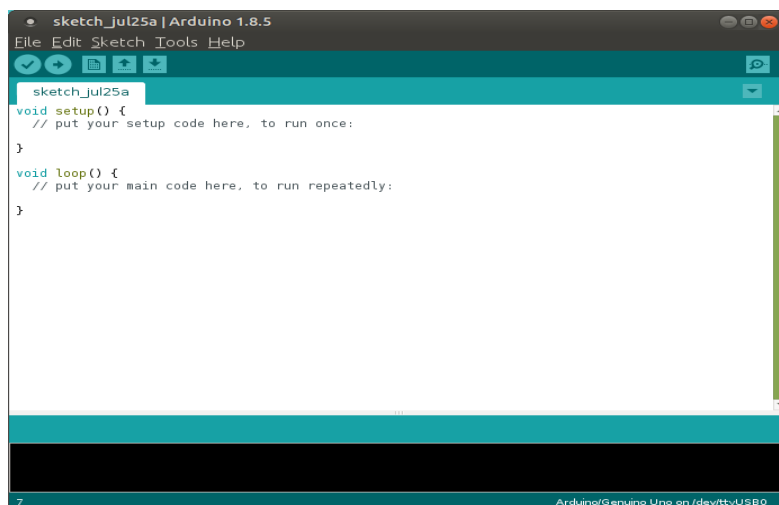 sketch_jul25a | Arduino 1.8.5
File Edit Sketch Tools Help
sketch_jul25a
void setup() {
  // put your setup code here, to run once:
}
void loop() {
  // put your main code here, to run repeatedly:
}
7
Arduino/Genuino Uno on /dev/ttyUSB0